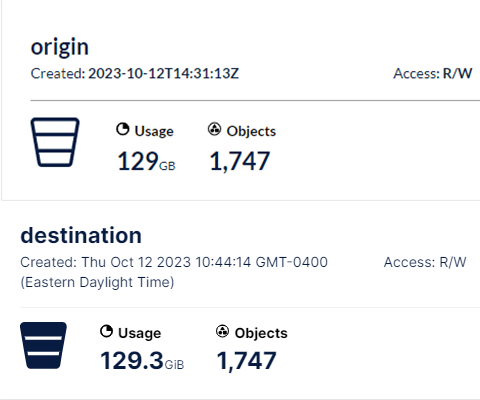 origin
Created: 2023-10-12T14:31:13Z Access: R/W
Usage Objects
129GB 1,747
destination
Created: Thu Oct 12 2023 10:44:14 GMT-0400 Access: R/W
(Eastern Daylight Time)
Usage Objects
129.3GiB 1,747